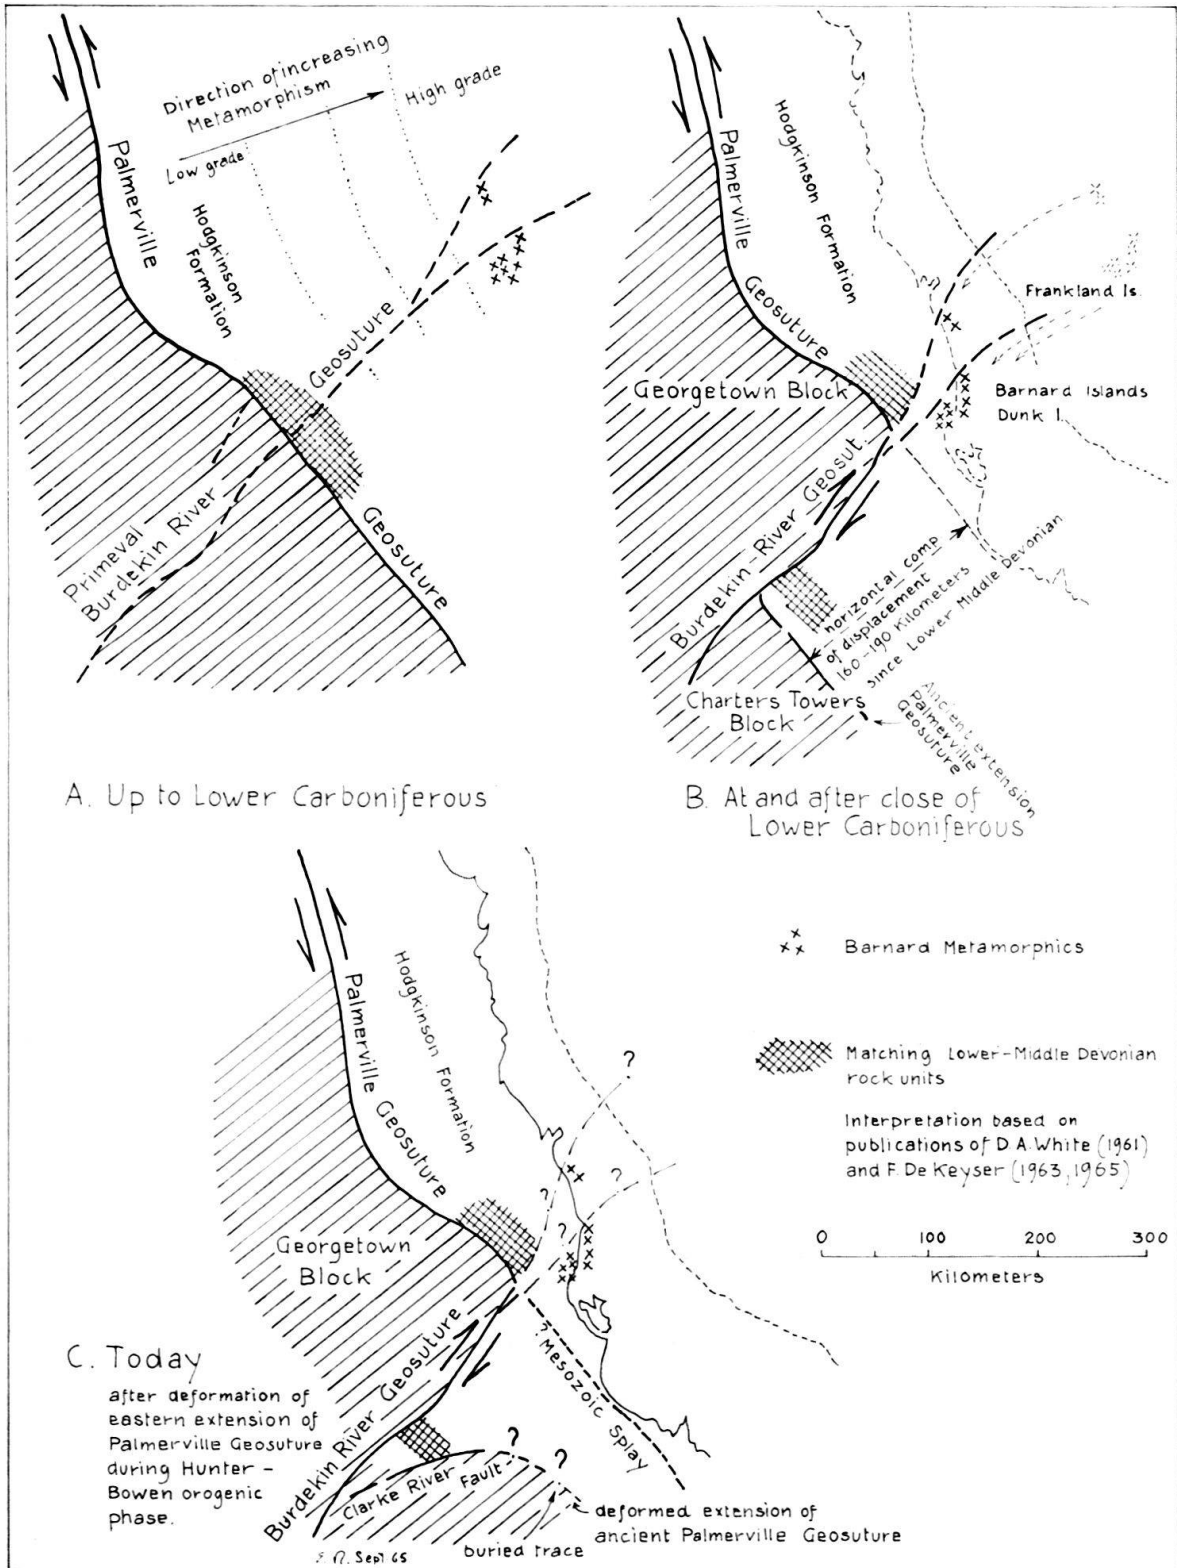 Direction of increasing
Metamorphism
High grade
Low grade
Palmerville
Hodgkinson
Formation
Geosuture
Primeval
Burdekin River
Geosuture
A. Up to Lower Carboniferous
Palmerville
Geosuture
Hodgkinson Formation
Frankland Is.
Georgetown Block
Barnard Islands
Dunk I.
Burdekin-River Geosut.
horizontal comp
of displacement
160-190 Kilometers
since Lower Middle Devonian
Charters Towers
Block
Ancient extension
Palmerville
Geosuture
B. At and after close of
Lower Carboniferous
Palmerville Geosuture
Hodgkinson Formation
?
?
?
?
Georgetown
Block
Burdekin River Geosuture
? Mesozoic Splay
C. Today
after deformation of
eastern extension of
Palmerville Geosuture
during Hunter -
Bowen orogenic
phase.
Clarke River Fault
?
?
deformed extension of
ancient Palmerville Geosuture
buried trace
Sept. 65
Barnard Metamorphics
Matching Lower-Middle Devonian
rock units
Interpretation based on
publications of D.A. White (1961)
and F. De Keyser (1963, 1965)
0 100 200 300
Kilometers